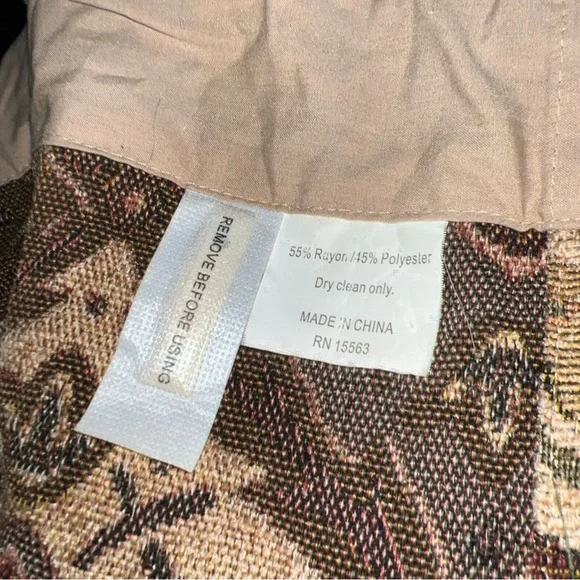 REMOVE BEFORE USING
55% Rayon/45% Polyester
Dry clean only.
MADE IN CHINA
RN 15563